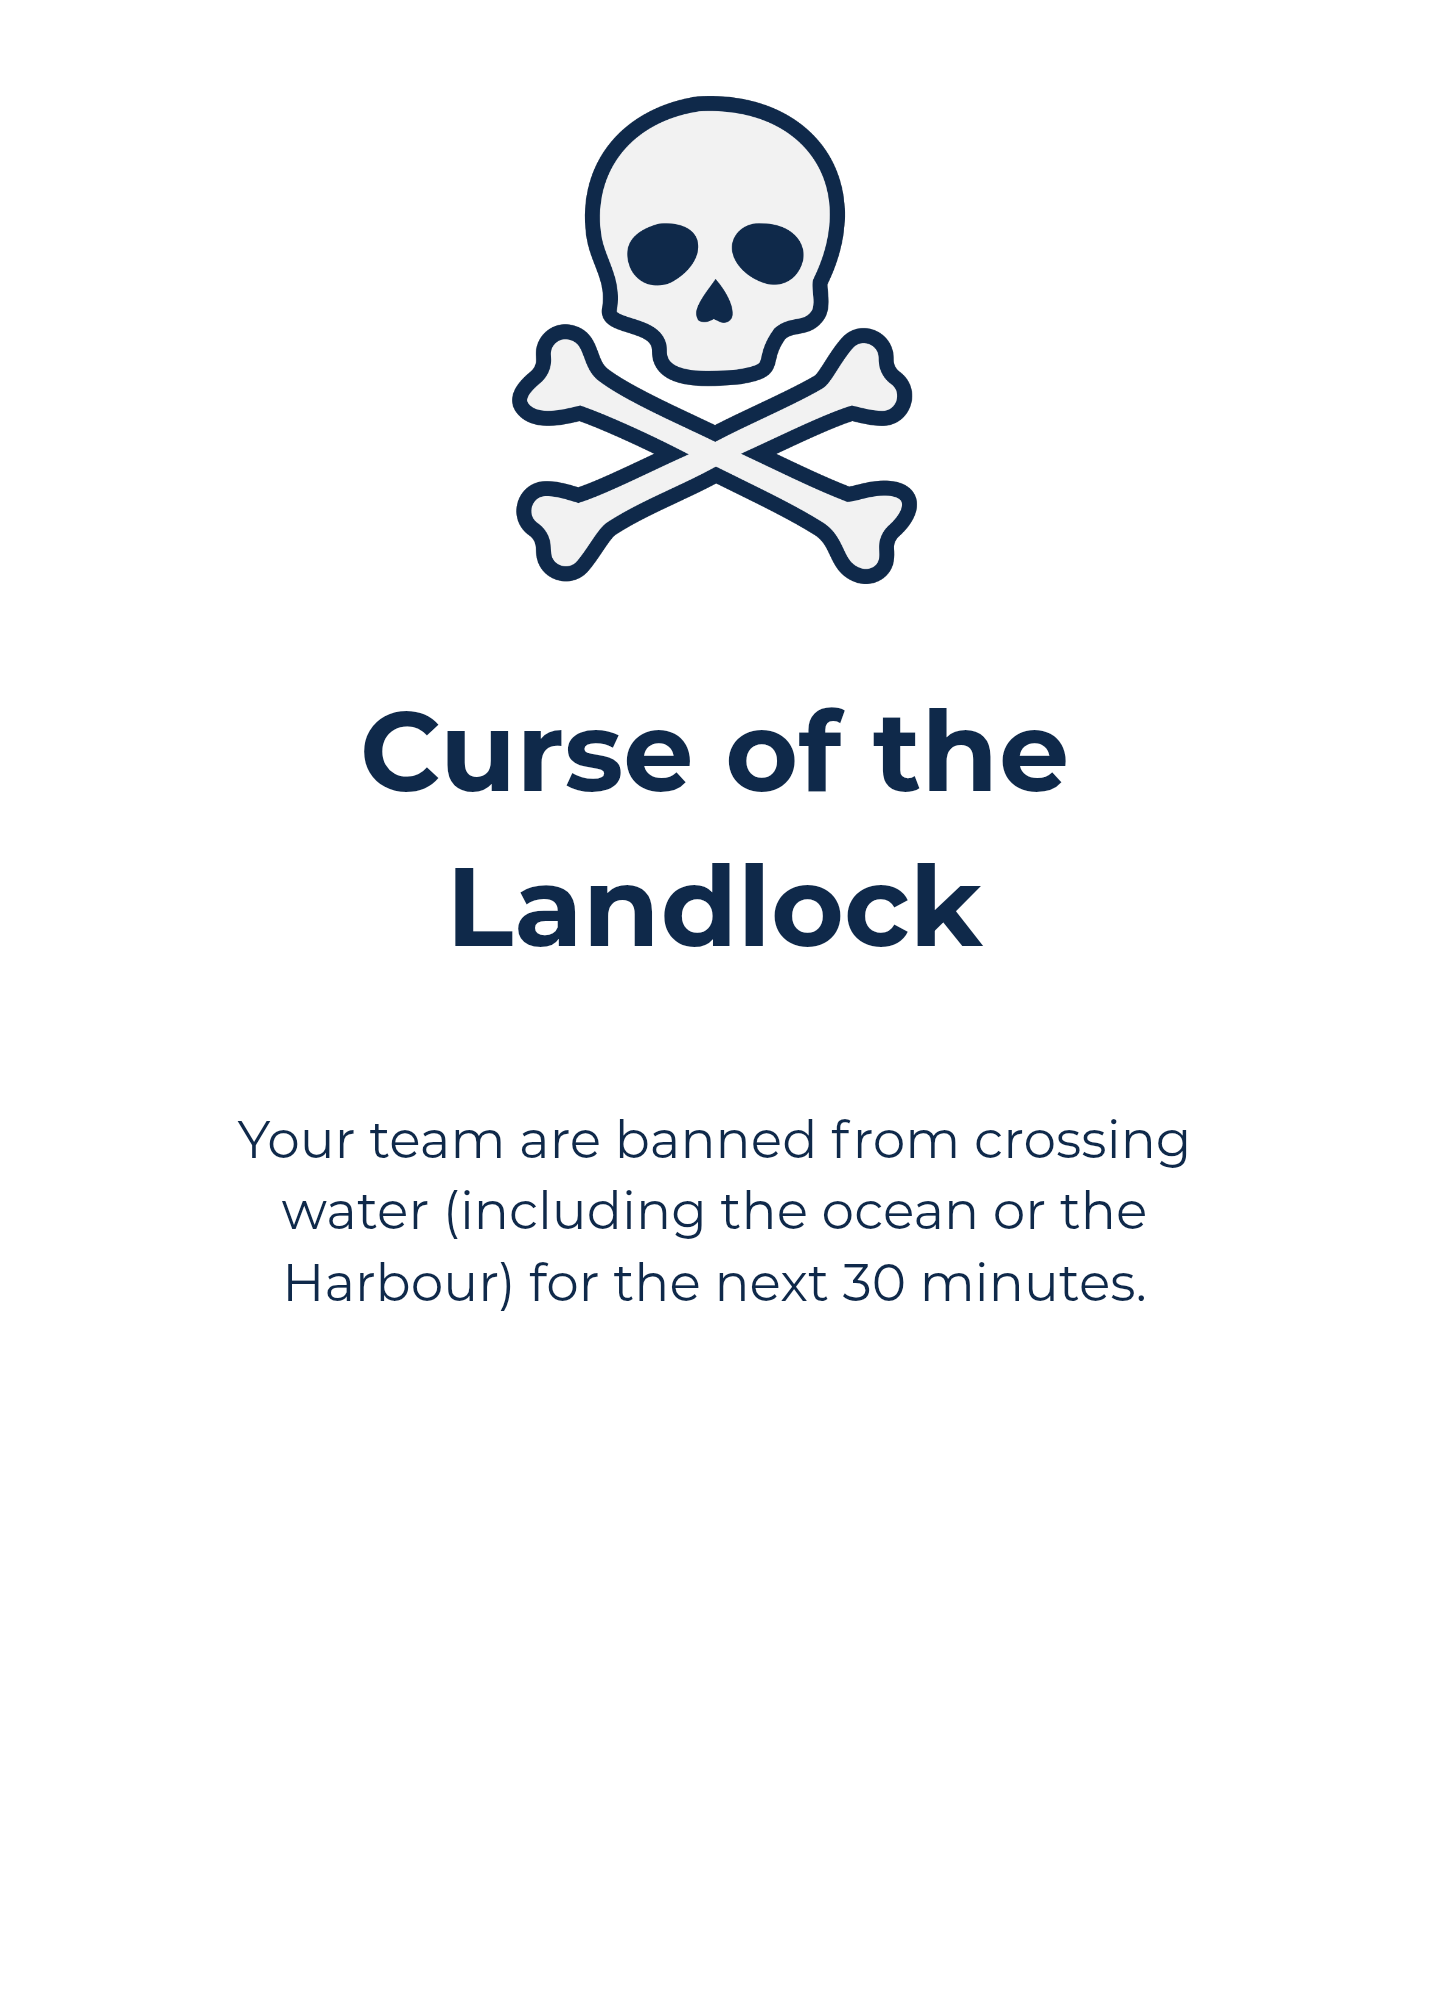 Curse of the
Landlock
Your team are banned from crossing
water (including the ocean or the
Harbour) for the next 30 minutes.